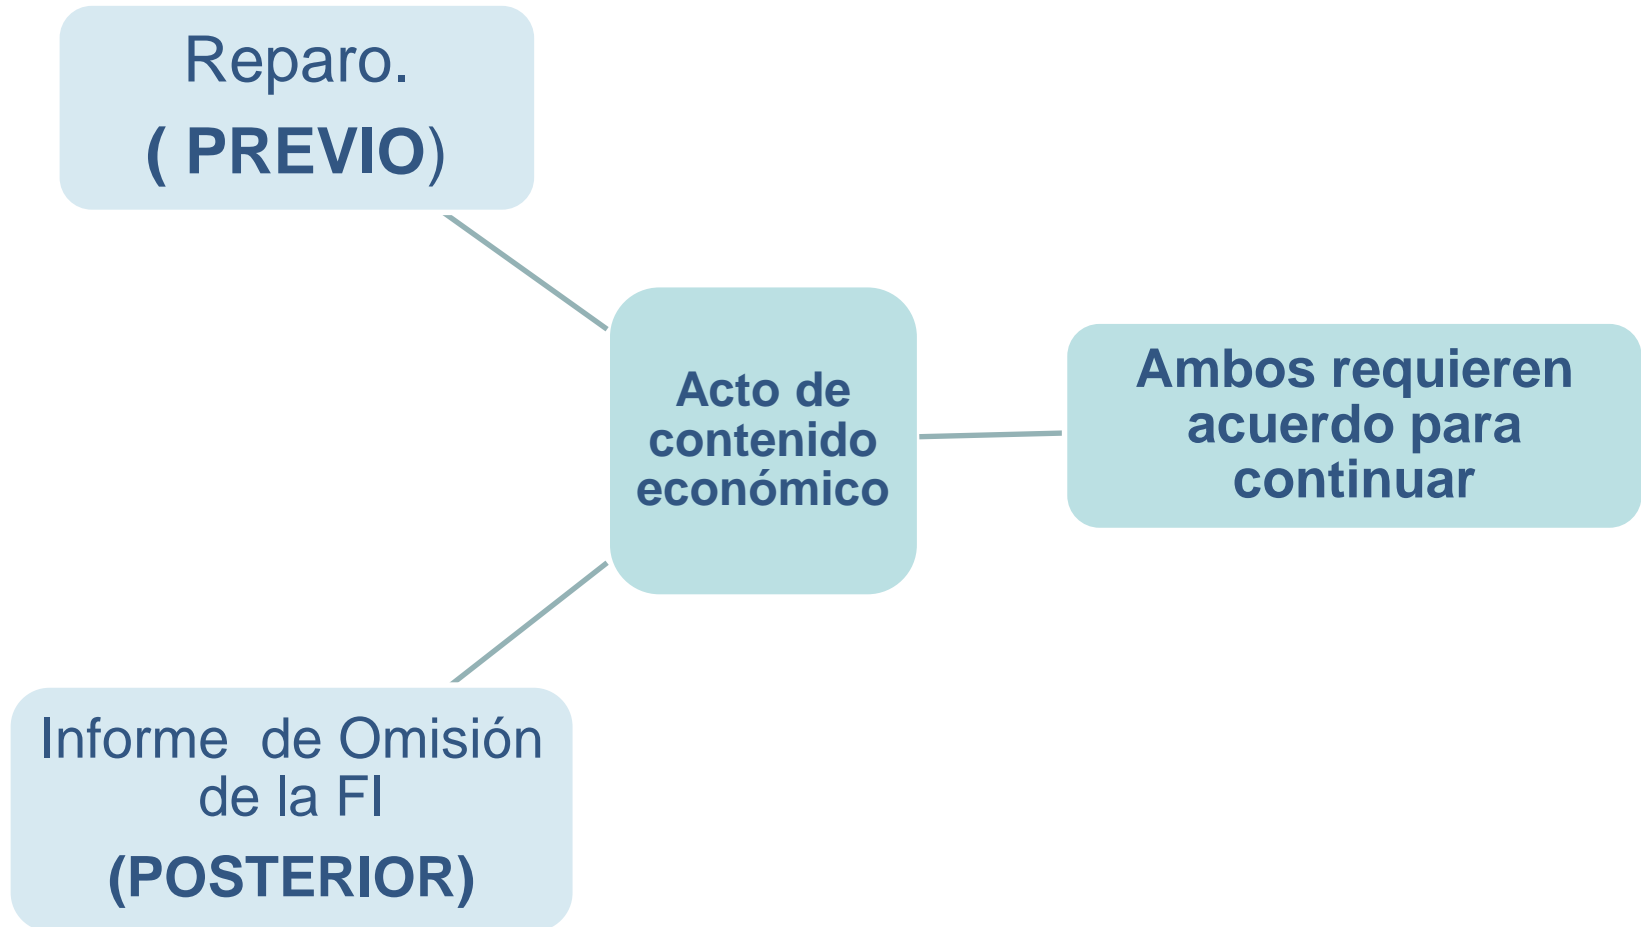 Reparo.
( PREVIO)
Acto de
contenido
económico
Ambos requieren
acuerdo para
continuar
Informe  de Omisión
de la FI
(POSTERIOR)